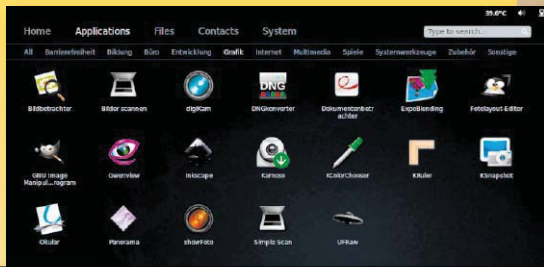 39.0°C
Home Applications Files Contacts System Type to search...
All Barrierefreiheit Bildung Büro Entwicklung Grafik Internet Multimedia Spiele Systemwerkzeuge Zubehör Sonstige
Bildbetrachter Bilder scannen digiKam DNGkonverter Dokumentenbetr ExpoBlending Fotolayout-Editor
achter
DNG
GNU Image Gwenview Inkscape Kamoso KColorChooser KRuler KSnapshot
Manipul...rogram
Okular Panorama showFoto Simple Scan UFRaw